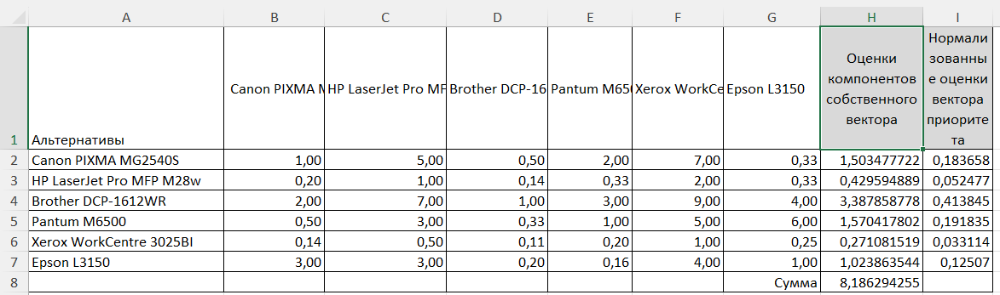 A B C D E F G H I
1 Альтернативы Canon PIXMA M HP LaserJet Pro MF Brother DCP-16 Pantum M650 Xerox WorkCe Epson L3150 Оценки компонентов собственного вектора Нормализованные оценки вектора приоритета
2 Canon PIXMA MG2540S 1,00 5,00 0,50 2,00 7,00 0,33 1,503477722 0,183658
3 HP LaserJet Pro MFP M28w 0,20 1,00 0,14 0,33 2,00 0,33 0,429594889 0,052477
4 Brother DCP-1612WR 2,00 7,00 1,00 3,00 9,00 4,00 3,387858778 0,413845
5 Pantum M6500 0,50 3,00 0,33 1,00 5,00 6,00 1,570417802 0,191835
6 Xerox WorkCentre 3025BI 0,14 0,50 0,11 0,20 1,00 0,25 0,271081519 0,033114
7 Epson L3150 3,00 3,00 0,20 0,16 4,00 1,00 1,023863544 0,12507
8 Сумма 8,186294255